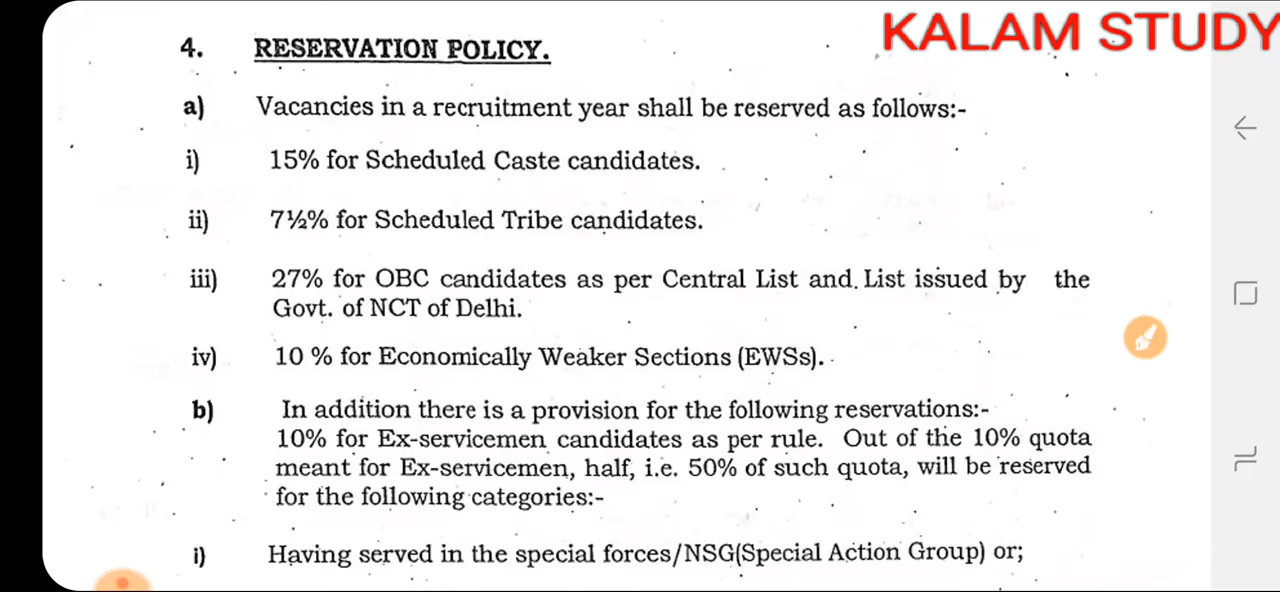 KALAM STUDY
4. RESERVATION POLICY.
a) Vacancies in a recruitment year shall be reserved as follows:-
i) 15% for Scheduled Caste candidates.
ii) 7½% for Scheduled Tribe candidates.
iii) 27% for OBC candidates as per Central List and List issued by the
Govt. of NCT of Delhi.
iv) 10 % for Economically Weaker Sections (EWSs).
b) In addition there is a provision for the following reservations:-
10% for Ex-servicemen candidates as per rule. Out of the 10% quota
meant for Ex-servicemen, half, i.e. 50% of such quota, will be reserved
for the following categories:-
i) Having served in the special forces/NSG(Special Action Group) or;